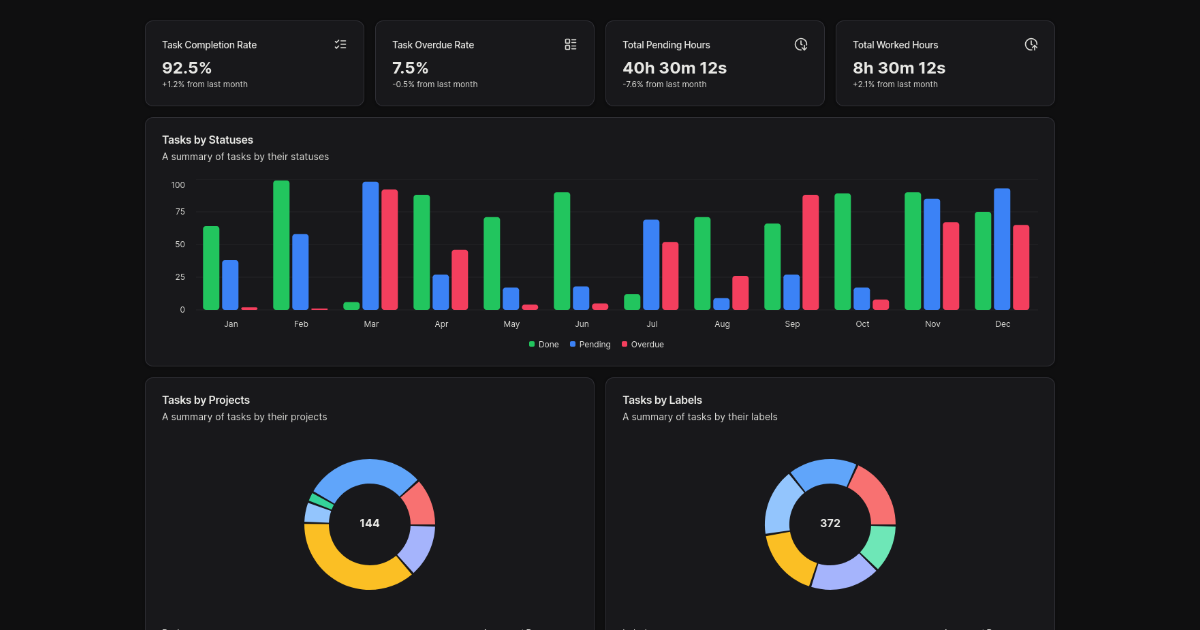 Task Completion Rate
92.5%
+1.2% from last month
Task Overdue Rate
7.5%
-0.5% from last month
Total Pending Hours
40h 30m 12s
-7.6% from last month
Total Worked Hours
8h 30m 12s
+2.1% from last month
Tasks by Statuses
A summary of tasks by their statuses
100
75
50
25
0
Jan Feb Mar Apr May Jun Jul Aug Sep Oct Nov Dec
Done Pending Overdue
Tasks by Projects
A summary of tasks by their projects
144
Tasks by Labels
A summary of tasks by their labels
372